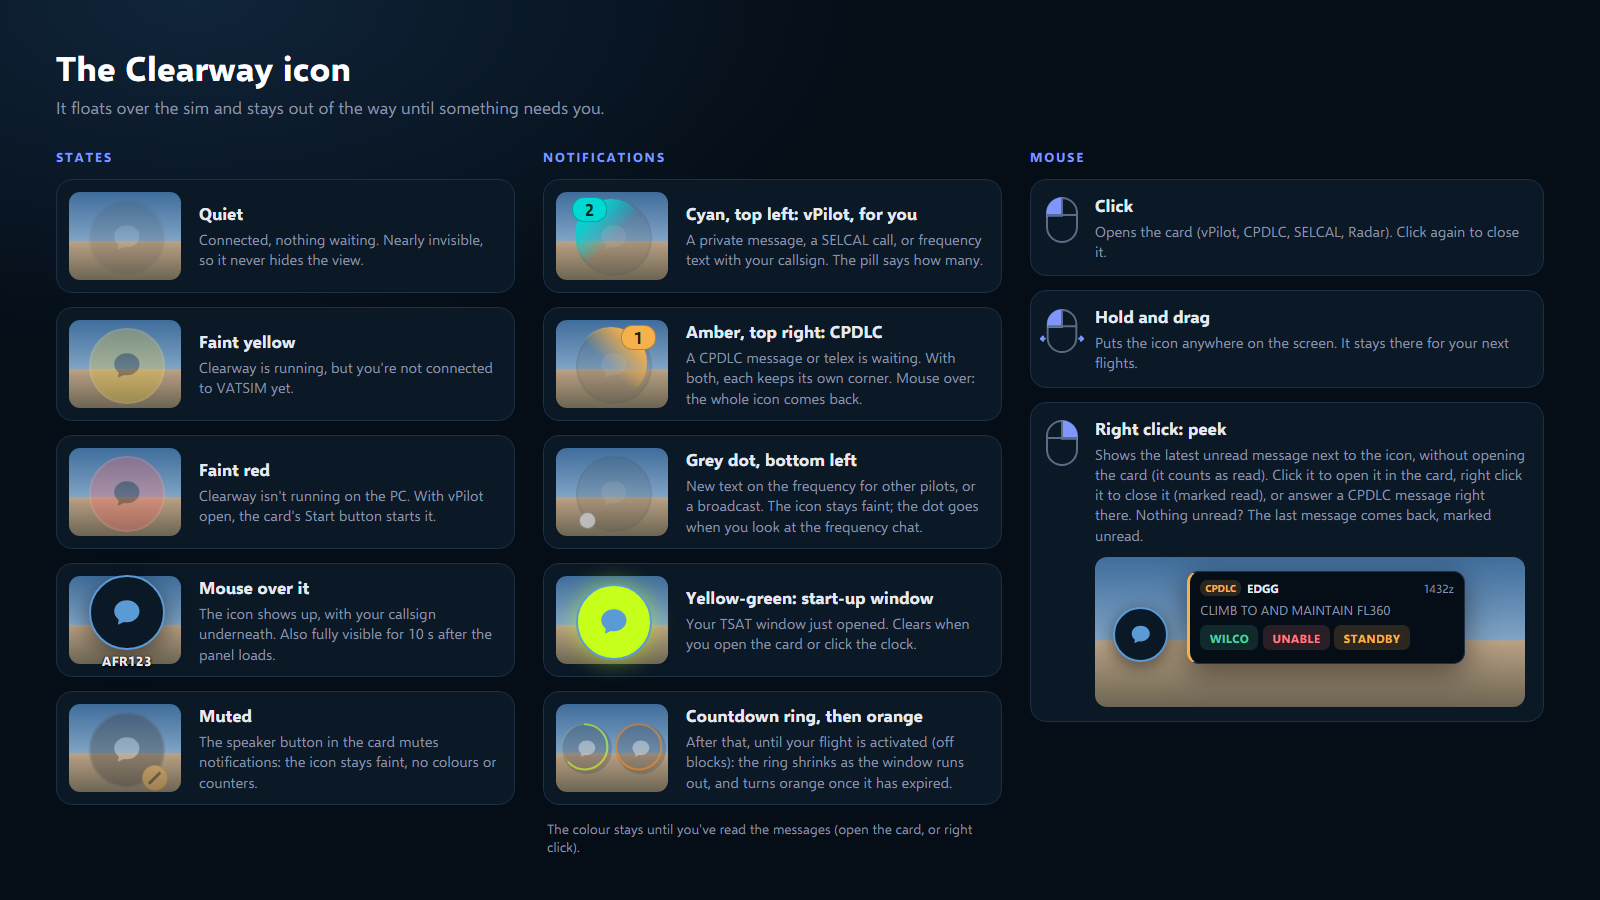 The Clearway icon
It floats over the sim and stays out of the way until something needs you.
STATES
Quiet
Connected, nothing waiting. Nearly invisible,
so it never hides the view.
Faint yellow
Clearway is running, but you're not connected
to VATSIM yet.
Faint red
Clearway isn't running on the PC. With vPilot
open, the card's Start button starts it.
AFR123
Mouse over it
The icon shows up, with your callsign
underneath. Also fully visible for 10 s after the
panel loads.
Muted
The speaker button in the card mutes
notifications: the icon stays faint, no colours or
counters.
NOTIFICATIONS
2
Cyan, top left: vPilot, for you
A private message, a SELCAL call, or frequency
text with your callsign. The pill says how many.
1
Amber, top right: CPDLC
A CPDLC message or telex is waiting. With
both, each keeps its own corner. Mouse over:
the whole icon comes back.
Grey dot, bottom left
New text on the frequency for other pilots, or
a broadcast. The icon stays faint; the dot goes
when you look at the frequency chat.
Yellow-green: start-up window
Your TSAT window just opened. Clears when
you open the card or click the clock.
Countdown ring, then orange
After that, until your flight is activated (off
blocks): the ring shrinks as the window runs
out, and turns orange once it has expired.
The colour stays until you've read the messages (open the card, or right
click).
MOUSE
Click
Opens the card (vPilot, CPDLC, SELCAL, Radar). Click again to close
it.
Hold and drag
Puts the icon anywhere on the screen. It stays there for your next
flights.
Right click: peek
Shows the latest unread message next to the icon, without opening
the card (it counts as read). Click it to open it in the card, right click
it to close it (marked read), or answer a CPDLC message right
there. Nothing unread? The last message comes back, marked
unread.
CPDLC EDGG 1432z
CLIMB TO AND MAINTAIN FL360
WILCO UNABLE STANDBY